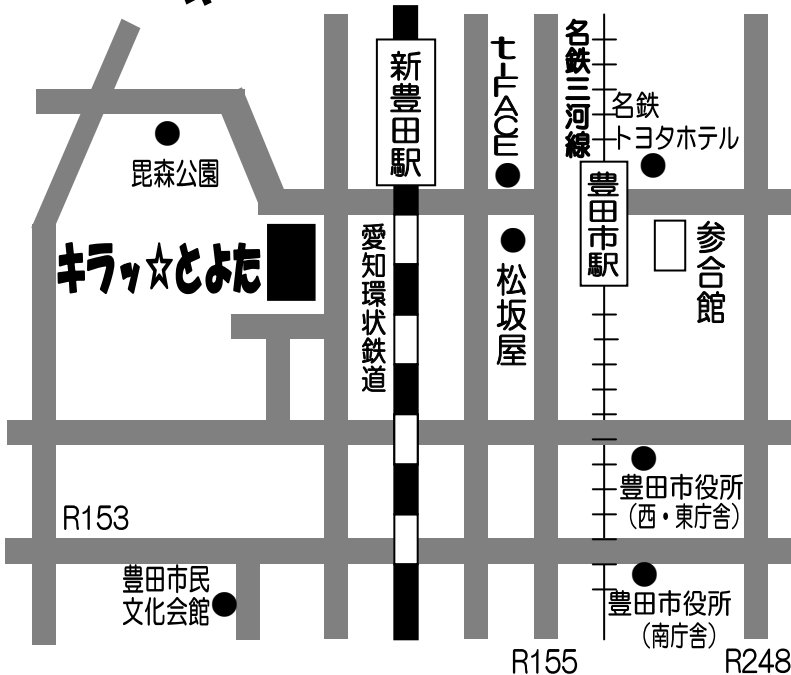 新豊田駅
t-FACE
名鉄三河線
名鉄
トヨタホテル
毘森公園
豊田市駅
参合館
キラッ☆とよた
愛知環状鉄道
松坂屋
豊田市役所
(西・東庁舎)
R153
豊田市民
文化会館
豊田市役所
(南庁舎)
R155
R248